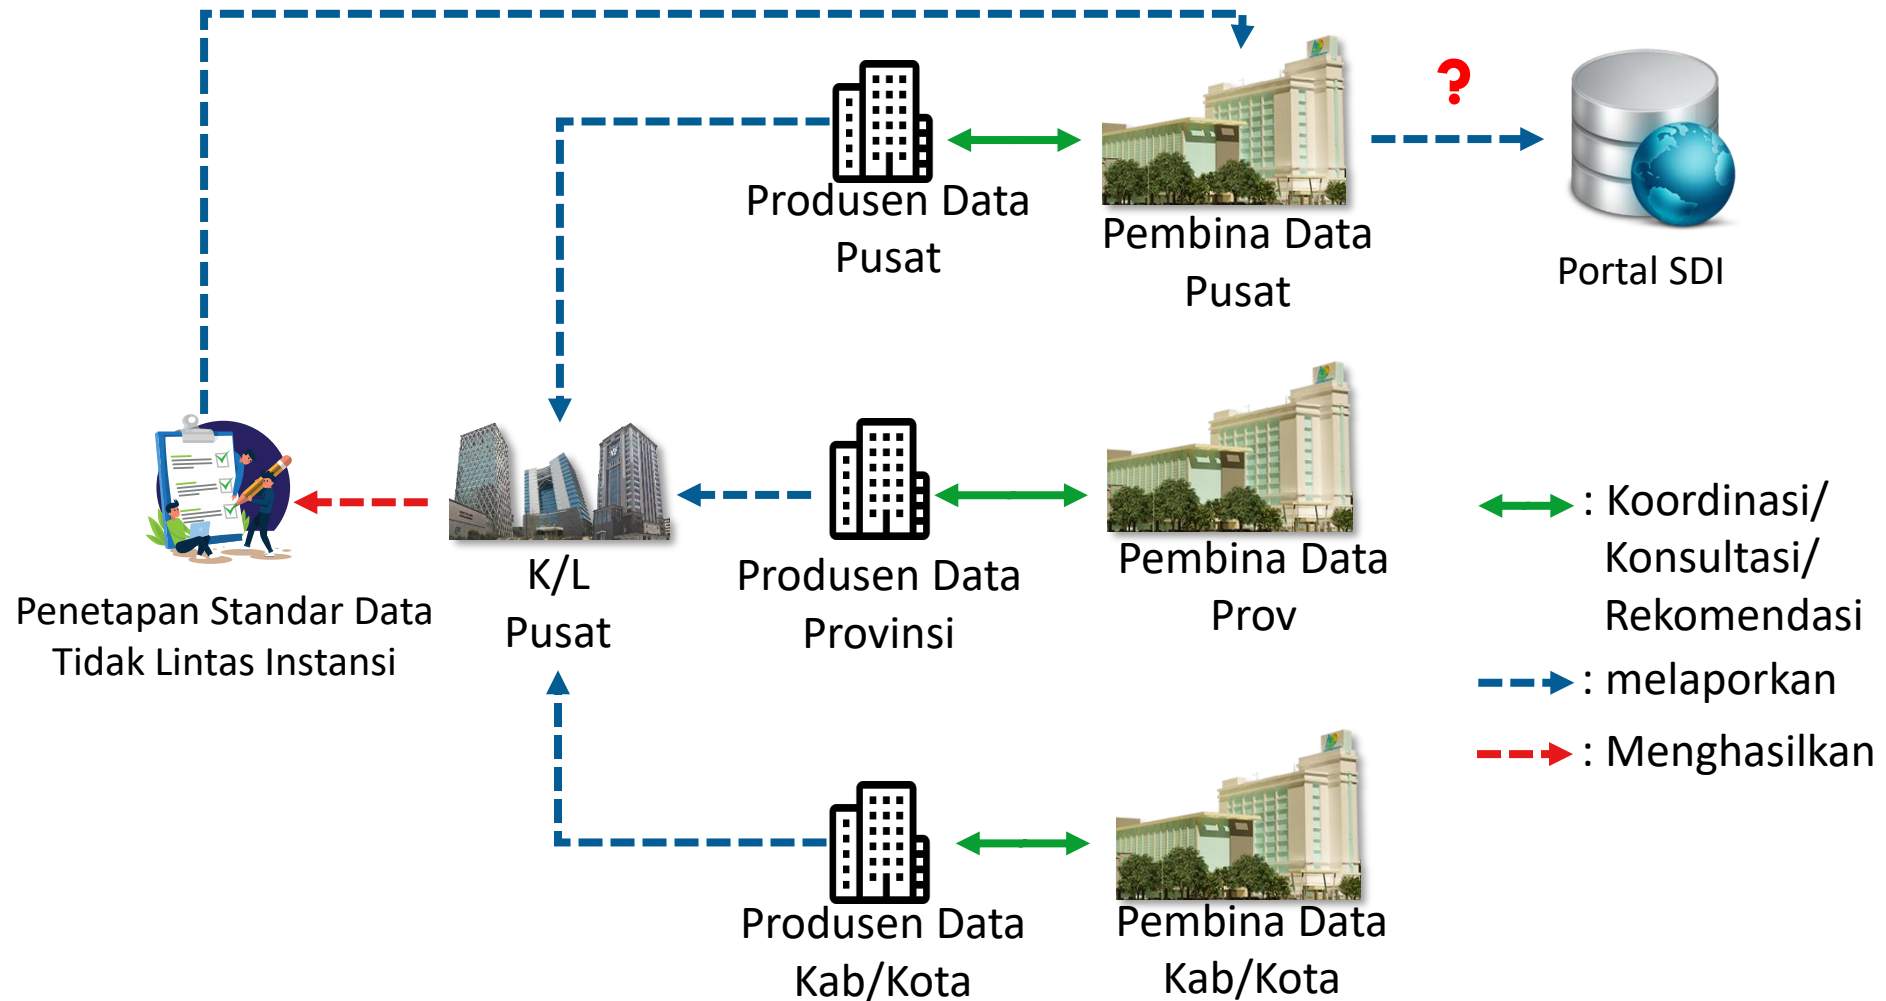 ?
Produsen Data
Pusat
Pembina Data
Pusat
Portal SDI
Penetapan Standar Data
Tidak Lintas Instansi
K/L
Pusat
Produsen Data
Provinsi
Pembina Data
Prov
: Koordinasi/
Konsultasi/
Rekomendasi
: melaporkan
: Menghasilkan
Produsen Data
Kab/Kota
Pembina Data
Kab/Kota